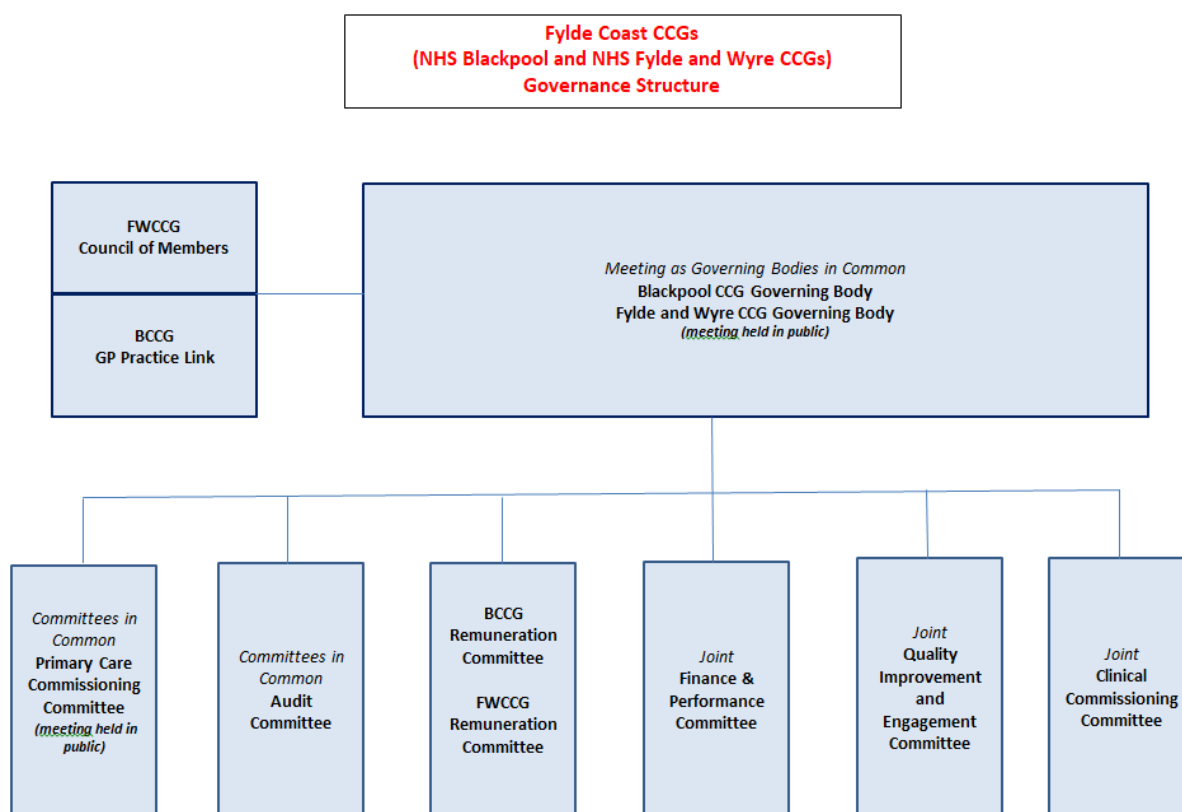 Fylde Coast CCGs
(NHS Blackpool and NHS Fylde and Wyre CCGs)
Governance Structure
FWCCG
Council of Members
BCCG
GP Practice Link
Meeting as Governing Bodies in Common
Blackpool CCG Governing Body
Fylde and Wyre CCG Governing Body
(meeting held in public)
Committees in
Common
Primary Care
Commissioning
Committee
(meeting held in
public)
Committees in
Common
Audit
Committee
BCCG
Remuneration
Committee
FWCCG
Remuneration
Committee
Joint
Finance &
Performance
Committee
Joint
Quality
Improvement
and
Engagement
Committee
Joint
Clinical
Commissioning
Committee